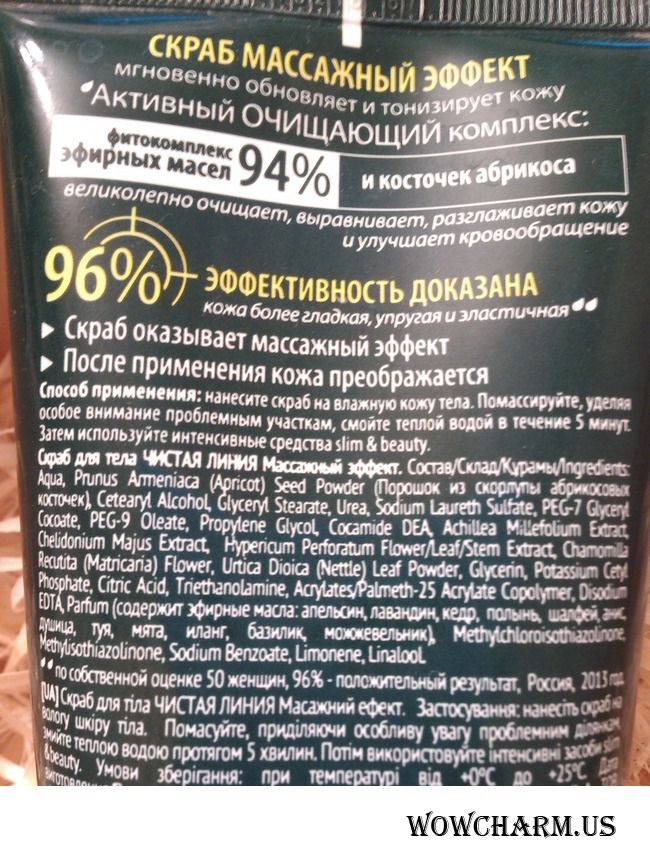 СКРАБ МАССАЖНЫЙ ЭФФЕКТ
мгновенно обновляет и тонизирует кожу
*Активный ОЧИЩАЮЩИЙ комплекс:
фитокомплекс
эфирных масел 94% и косточек абрикоса
великолепно очищает, выравнивает, разглаживает кожу
и улучшает кровообращение
96% ЭФФЕКТИВНОСТЬ ДОКАЗАНА
кожа более гладкая, упругая и эластичная**
▸ Скраб оказывает массажный эффект
▸ После применения кожа преображается
Способ применения: нанесите скраб на влажную кожу тела. Помассируйте, уделяя
особое внимание проблемным участкам, смойте теплой водой в течение 5 минут.
Затем используйте интенсивные средства slim & beauty.
Скраб для тела ЧИСТАЯ ЛИНИЯ Массажный эффект. Состав/Склад/Құрамы/Ingredients:
Aqua, Prunus Armeniaca (Apricot) Seed Powder (Порошок из скорлупы абрикосовых
косточек), Cetearyl Alcohol, Glyceryl Stearate, Urea, Sodium Laureth Sulfate, PEG-7 Glyceryl
Cocoate, PEG-9 Oleate, Propylene Glycol, Cocamide DEA, Achillea Millefolium Extract,
Chelidonium Majus Extract, Hypericum Perforatum Flower/Leaf/Stem Extract, Chamomilla
Recutita (Matricaria) Flower, Urtica Dioica (Nettle) Leaf Powder, Glycerin, Potassium Cetyl
Phosphate, Citric Acid, Triethanolamine, Acrylates/Palmeth-25 Acrylate Copolymer, Disodium
EDTA, Parfum (содержит эфирные масла: апельсин, лавандин, кедр, полынь, шалфей, анис,
душица, туя, мята, иланг, базилик, можжевельник), Methylchloroisothiazolinone,
Methylisothiazolinone, Sodium Benzoate, Limonene, Linalool.
**по собственной оценке 50 женщин, 96% - положительный результат, Россия, 2013 год
[UA] Скраб для тіла ЧИСТАЯ ЛИНИЯ Масажний ефект. Застосування: нанесіть скраб на
вологу шкіру тіла. Помасуйте, приділяючи особливу увагу проблемним ділянкам,
змийте теплою водою протягом 5 хвилин. Потім використовуйте інтенсивні засоби slim
&beauty. Умови зберігання: при температурі від +0°C до +25°C
WOWCHARM.US